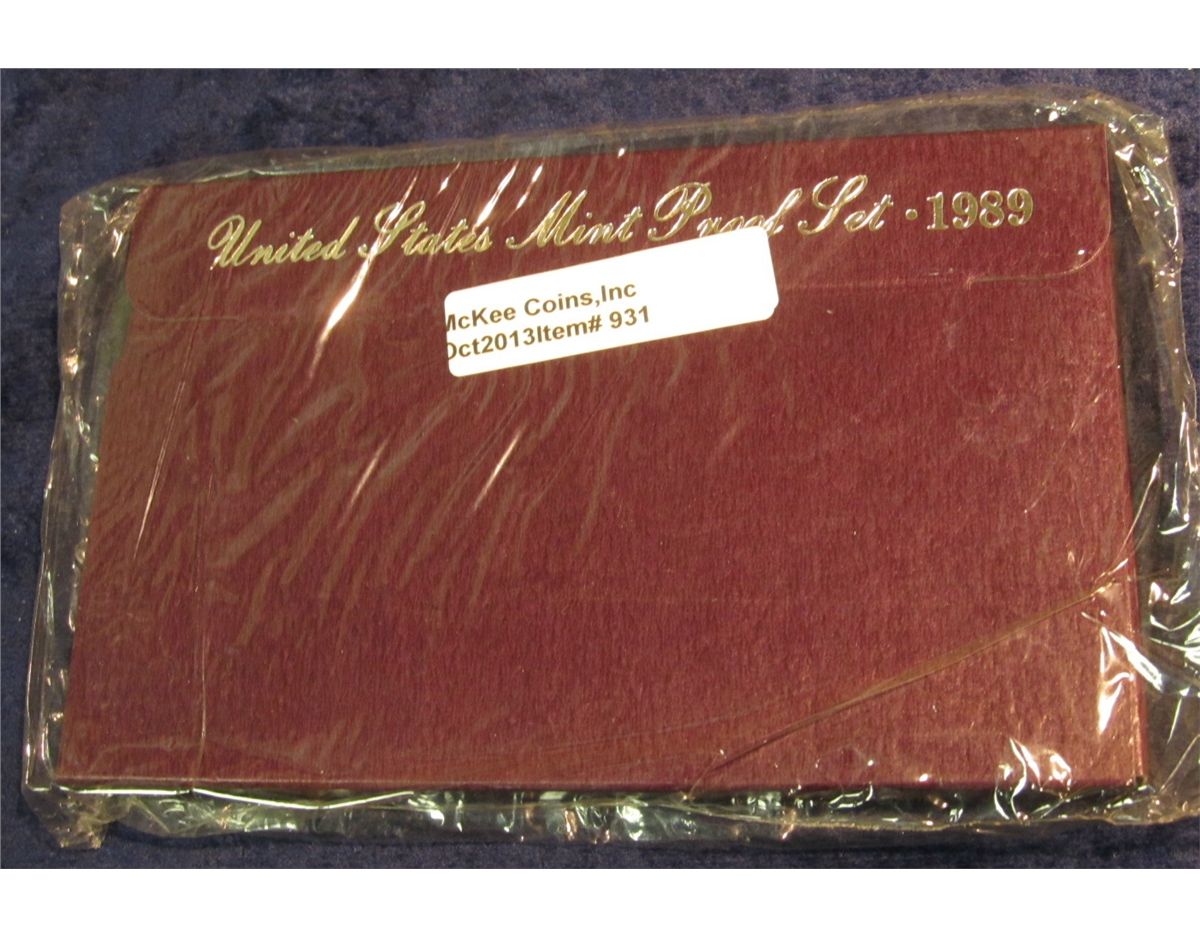 United States Mint Proof Set · 1989
McKee Coins,Inc
Oct2013Item# 931